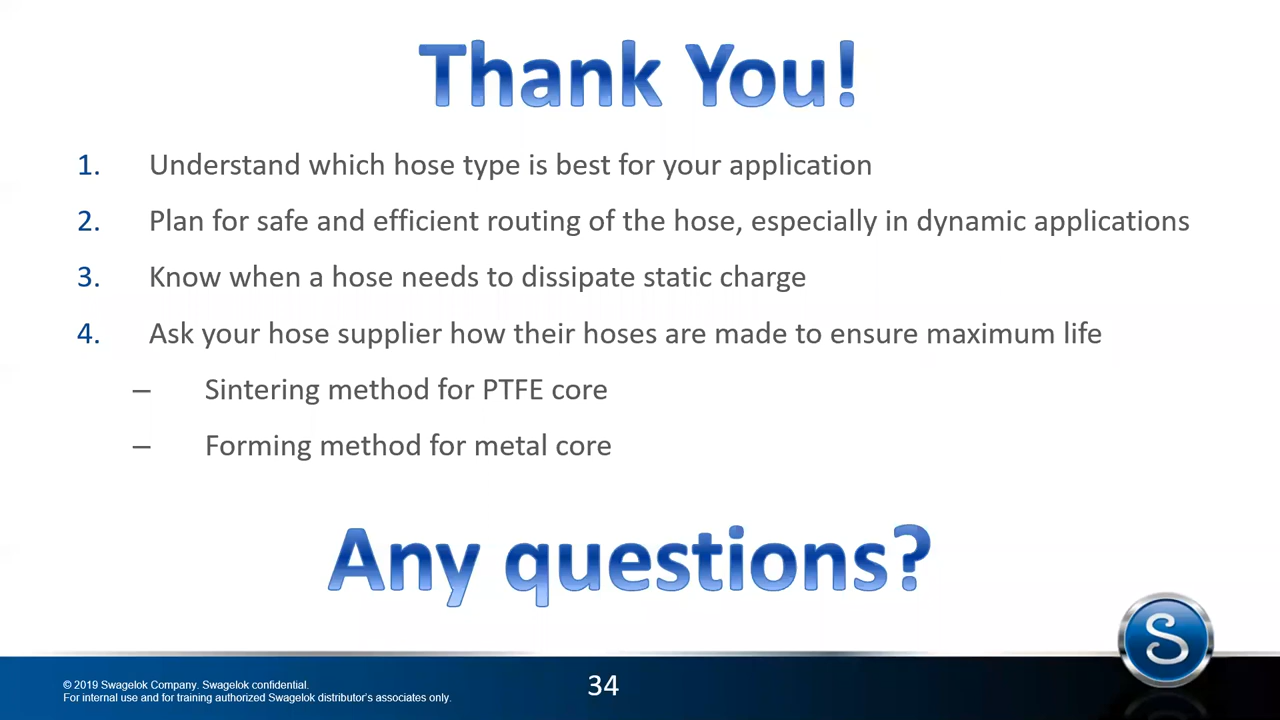 Thank You!
1. Understand which hose type is best for your application
2. Plan for safe and efficient routing of the hose, especially in dynamic applications
3. Know when a hose needs to dissipate static charge
4. Ask your hose supplier how their hoses are made to ensure maximum life
– Sintering method for PTFE core
– Forming method for metal core
Any questions?
S
© 2019 Swagelok Company. Swagelok confidential.
For internal use and for training authorized Swagelok distributor's associates only.
34